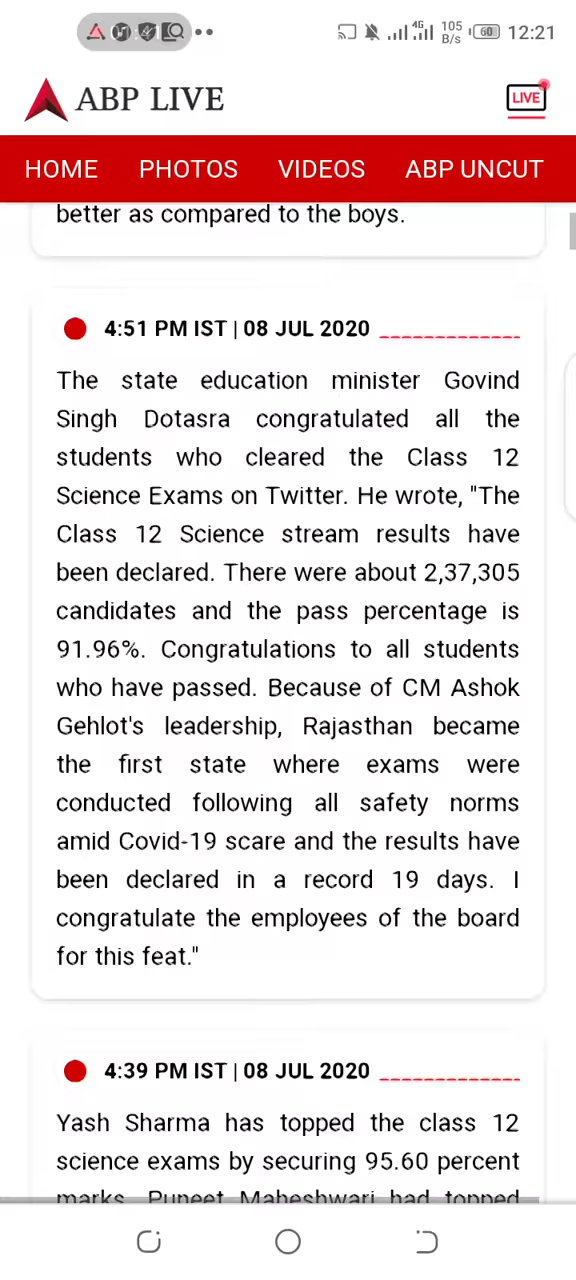 4G 105 B/s 60 12:21
ABP LIVE
LIVE
HOME PHOTOS VIDEOS ABP UNCUT
better as compared to the boys.
4:51 PM IST | 08 JUL 2020
The state education minister Govind
Singh Dotasra congratulated all the
students who cleared the Class 12
Science Exams on Twitter. He wrote, "The
Class 12 Science stream results have
been declared. There were about 2,37,305
candidates and the pass percentage is
91.96%. Congratulations to all students
who have passed. Because of CM Ashok
Gehlot's leadership, Rajasthan became
the first state where exams were
conducted following all safety norms
amid Covid-19 scare and the results have
been declared in a record 19 days. I
congratulate the employees of the board
for this feat."
4:39 PM IST | 08 JUL 2020
Yash Sharma has topped the class 12
science exams by securing 95.60 percent
marks. Puneet Maheshwari had topped